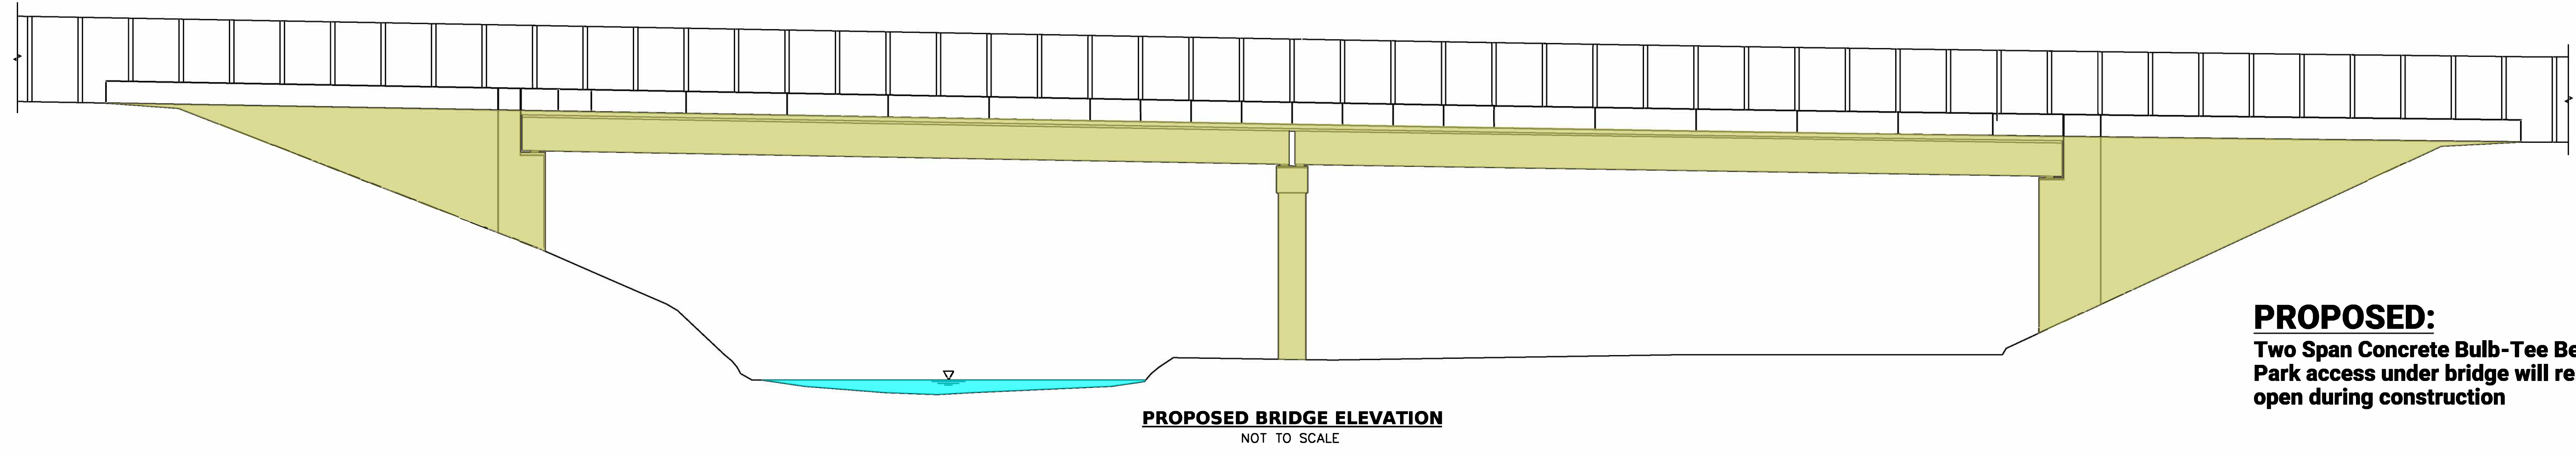 PROPOSED:
Two Span Concrete Bulb-Tee
Park access under bridge will
open during construction
PROPOSED BRIDGE ELEVATION
NOT TO SCALE